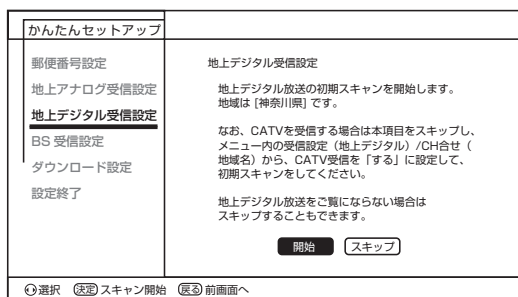 かんたんセットアップ
郵便番号設定
地上アナログ受信設定
地上デジタル受信設定
BS 受信設定
ダウンロード設定
設定終了
地上デジタル受信設定
地上デジタル放送の初期スキャンを開始します。
地域は [神奈川県] です。
なお、CATVを受信する場合は本項目をスキップし、
メニュー内の受信設定（地上デジタル）/CH合せ（
地域名）から、CATV受信を「する」に設定して、
初期スキャンをしてください。
地上デジタル放送をご覧にならない場合は
スキップすることもできます。
開始 スキップ
選択 決定 スキャン開始 戻る 前画面へ